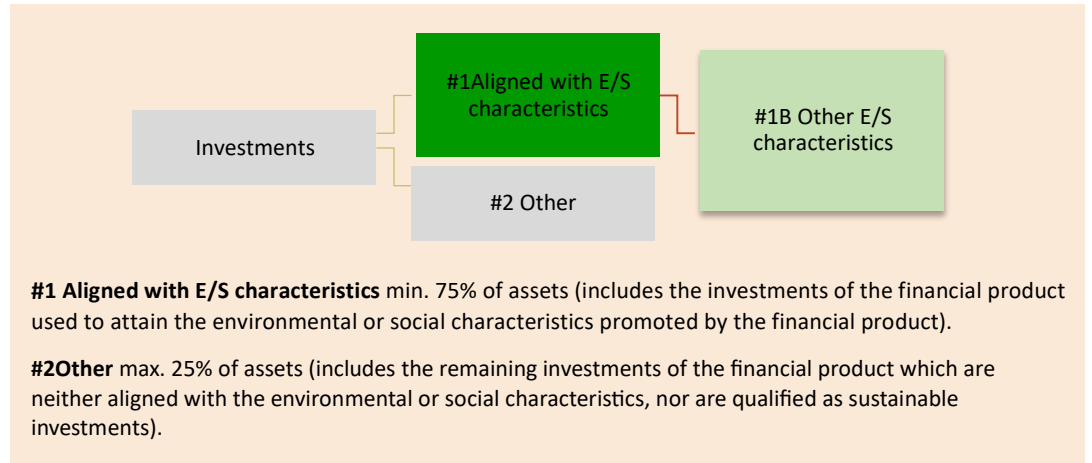 #1Aligned with E/S
characteristics
#1B Other E/S
characteristics
Investments
#2 Other
#1 Aligned with E/S characteristics min. 75% of assets (includes the investments of the financial product
used to attain the environmental or social characteristics promoted by the financial product).
#2Other max. 25% of assets (includes the remaining investments of the financial product which are
neither aligned with the environmental or social characteristics, nor are qualified as sustainable
investments).